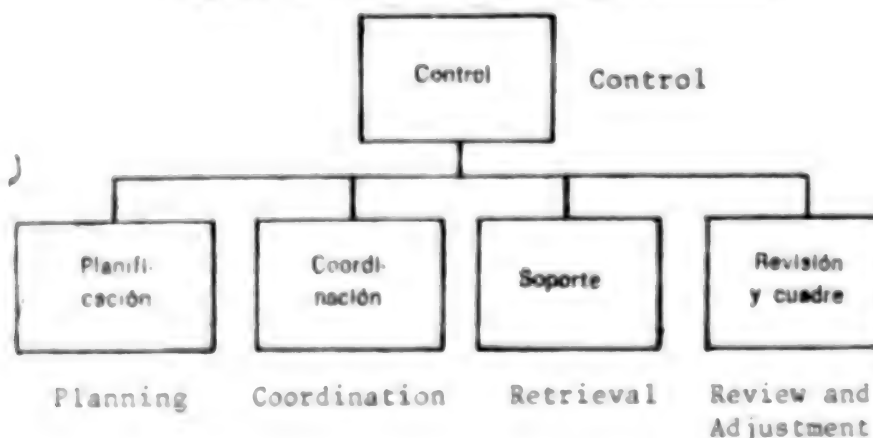 Control
Control
Planifi-
cación
Coordi-
nación
Soporte
Revisión
y cuadre
Planning
Coordination
Retrieval
Review and
Adjustment